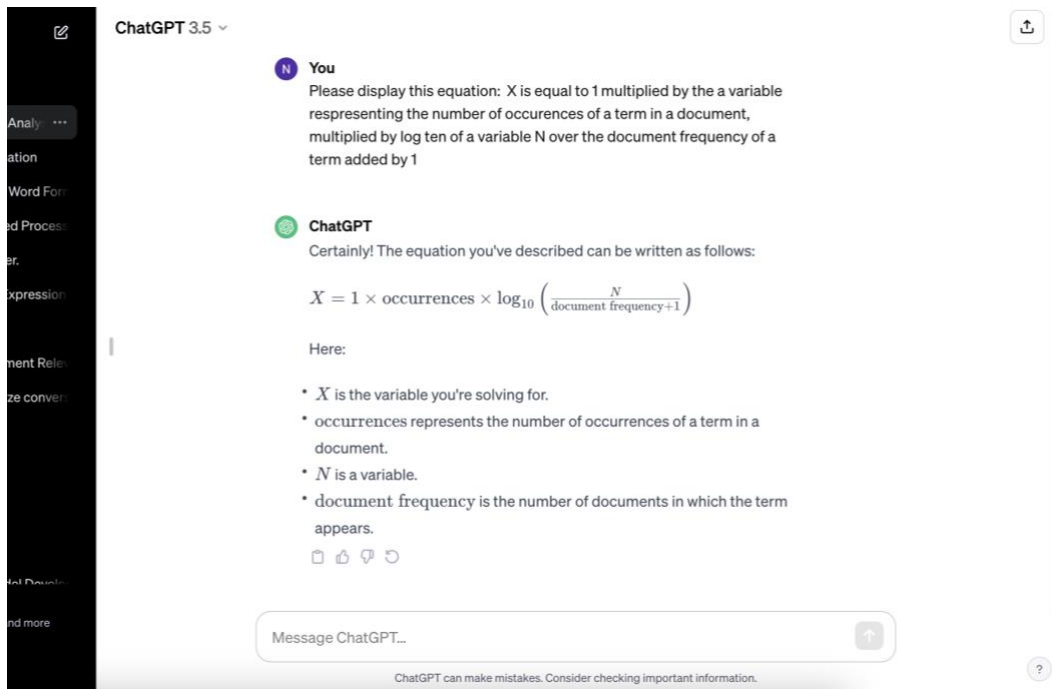 ChatGPT 3.5
Analy ...
ation
Word For
ed Process
er.
xpression
ment Relev
ze conver
del Develo
nd more
N
You
Please display this equation: X is equal to 1 multiplied by the a variable
respresenting the number of occurences of a term in a document,
multiplied by log ten of a variable N over the document frequency of a
term added by 1
ChatGPT
Certainly! The equation you've described can be written as follows:
X = 1 × occurrences × log₁₀ (N / document frequency+1)
Here:
• X is the variable you're solving for.
• occurrences represents the number of occurrences of a term in a
document.
• N is a variable.
• document frequency is the number of documents in which the term
appears.
Message ChatGPT...
ChatGPT can make mistakes. Consider checking important information.
?